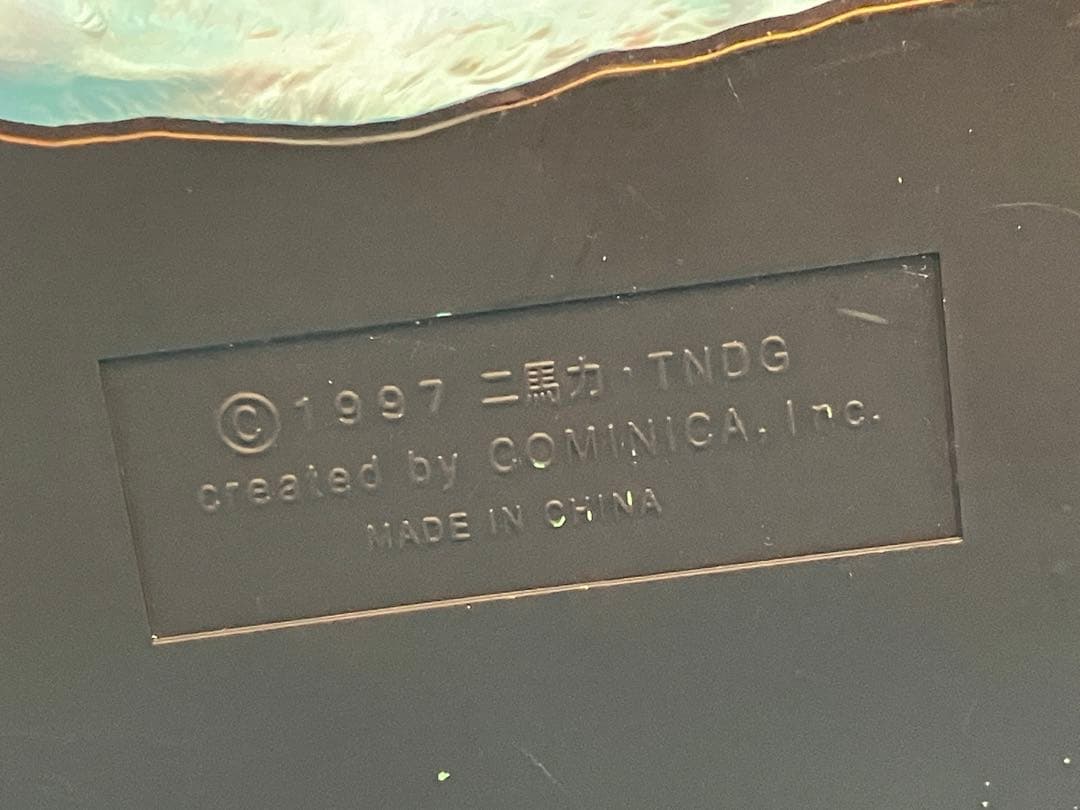 ©1997 二馬力・TNDG
created by COMINICA, Inc.
MADE IN CHINA